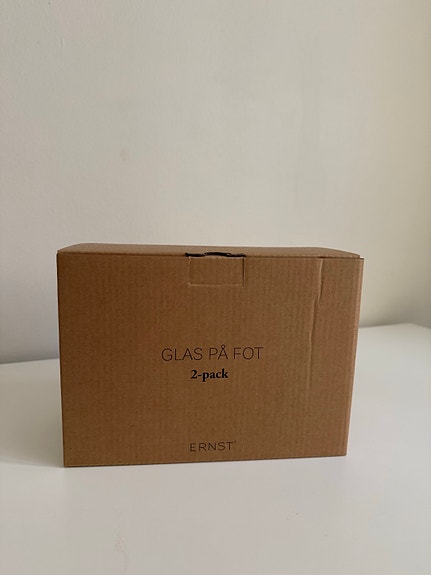 GLAS PÅ FOT
2-pack
ERNST